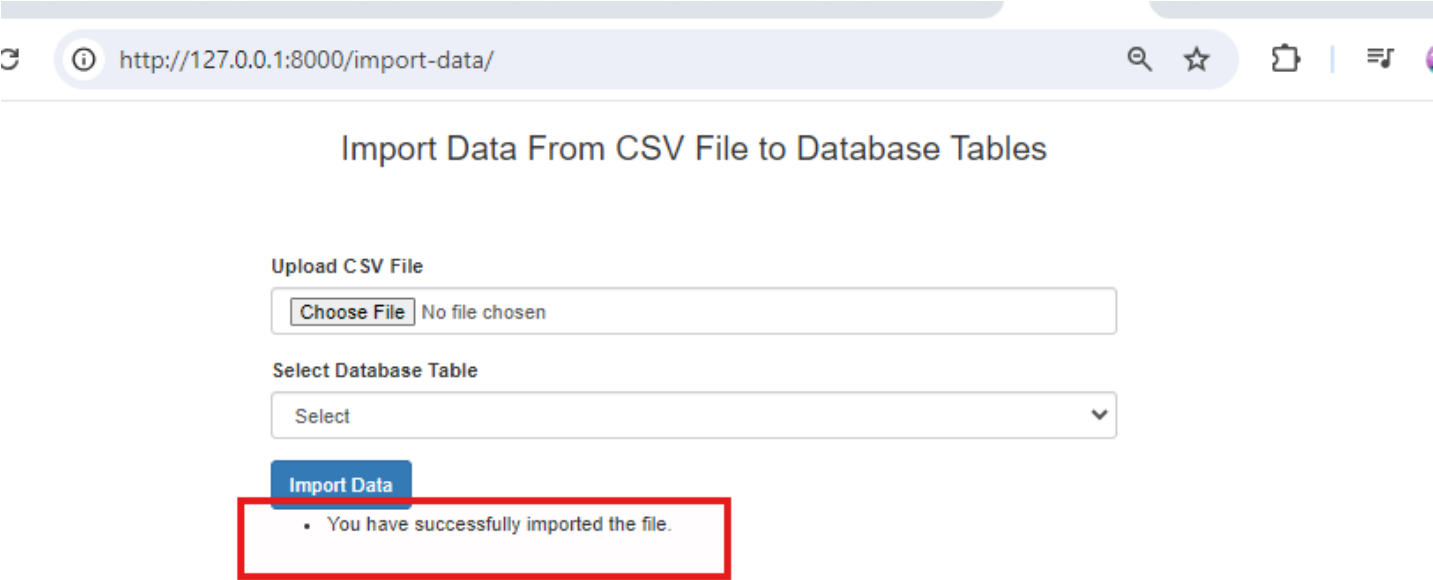 http://127.0.0.1:8000/import-data/
Import Data From CSV File to Database Tables
Upload CSV File
Choose File No file chosen
Select Database Table
Select
Import Data
• You have successfully imported the file.